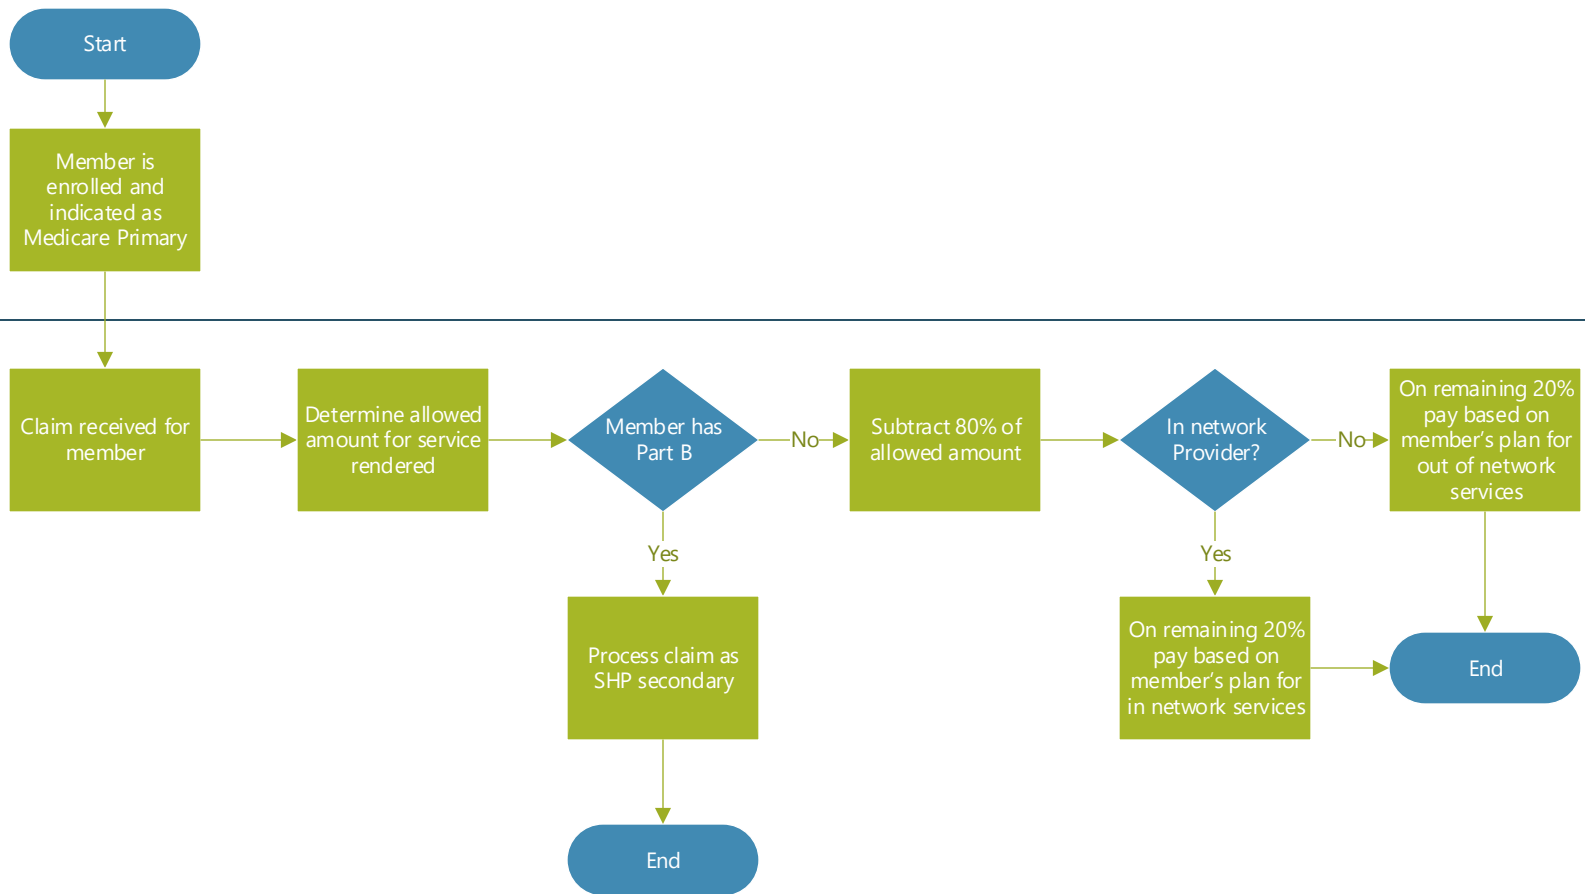 Start
Member is
enrolled and
indicated as
Medicare Primary
Claim received for
member
Determine allowed
amount for service
rendered
Member has
Part B
No
Subtract 80% of
allowed amount
In network
Provider?
No
On remaining 20%
pay based on
member’s plan for
out of network
services
Yes
Process claim as
SHP secondary
Yes
On remaining 20%
pay based on
member’s plan for
in network services
End
End